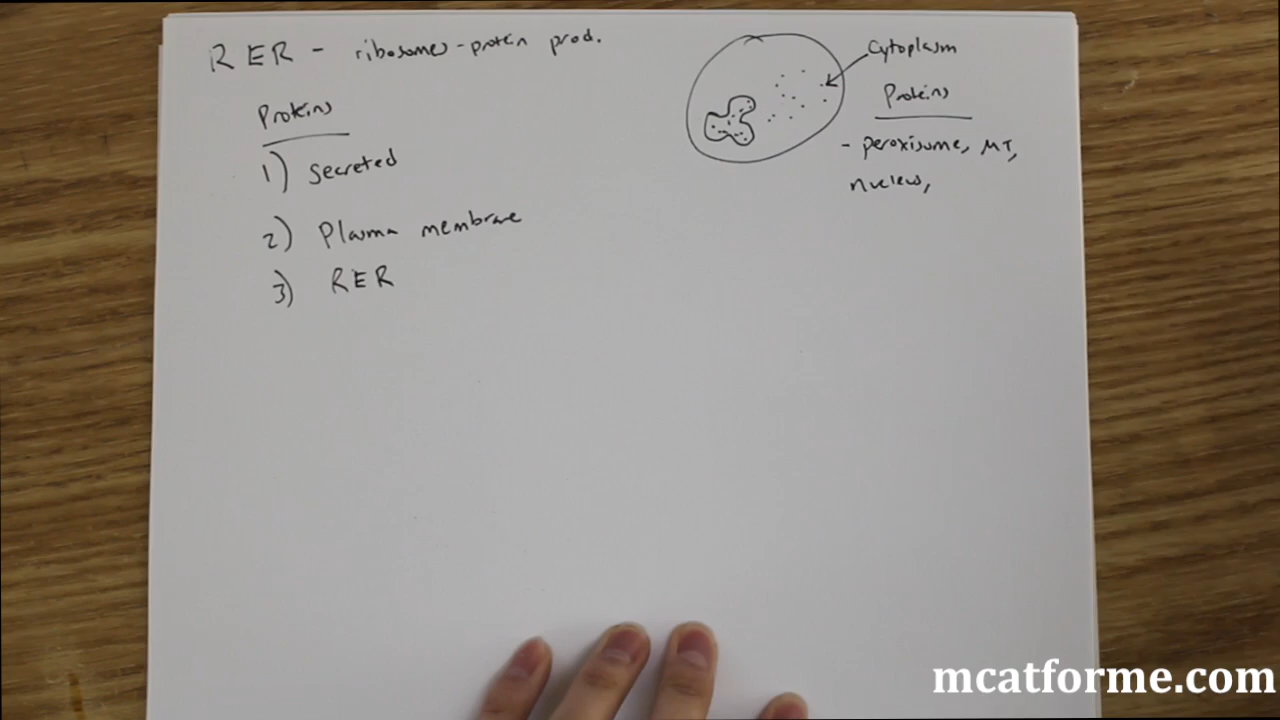 RER - ribosomes - protein prod.
Proteins
1) Secreted
2) Plasma membrane
3) RER
Cytoplasm
Proteins
- peroxisome, MT,
nucleus,
mcatforme.com